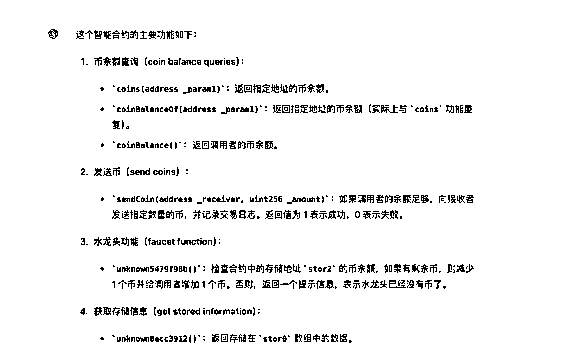 这个智能合约的主要功能如下：
1. 币余额查询（coin balance queries）：
• `coins(address _param1)`：返回指定地址的币余额。
• `coinBalanceOf(address _param1)`：返回指定地址的币余额（实际上与 `coins` 功能重
复）。
• `coinBalance()`：返回调用者的币余额。
2. 发送币（send coins）：
• `sendCoin(address _receiver, uint256 _amount)`：如果调用者的余额足够，向接收者
发送指定数量的币，并记录交易日志。返回值为 1 表示成功，0 表示失败。
3. 水龙头功能（faucet function）：
• `unknown5479f98b()`：检查合约中的存储地址 `stor2` 的币余额，如果有剩余币，则减少
1 个币并给调用者增加 1 个币。否则，返回一个提示信息，表示水龙头已经没有币了。
4. 获取存储信息（get stored information）：
• `unknown8ecc3912()`：返回存储在 `stor0` 数组中的数据。